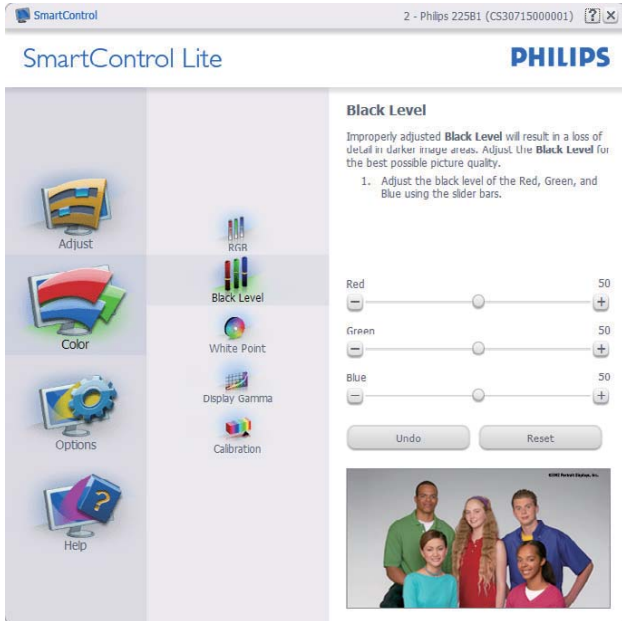 SmartControl
2 - Philips 225B1 (CS30715000001)
?
SmartControl Lite
PHILIPS
Adjust
Color
Options
Help
RGB
Black Level
White Point
Display Gamma
Calibration
Black Level
Improperly adjusted Black Level will result in a loss of
detail in darker image areas. Adjust the Black Level for
the best possible picture quality.
1. Adjust the black level of the Red, Green, and
Blue using the slider bars.
Red 50
Green 50
Blue 50
Undo Reset
Portrait Displays, Inc.